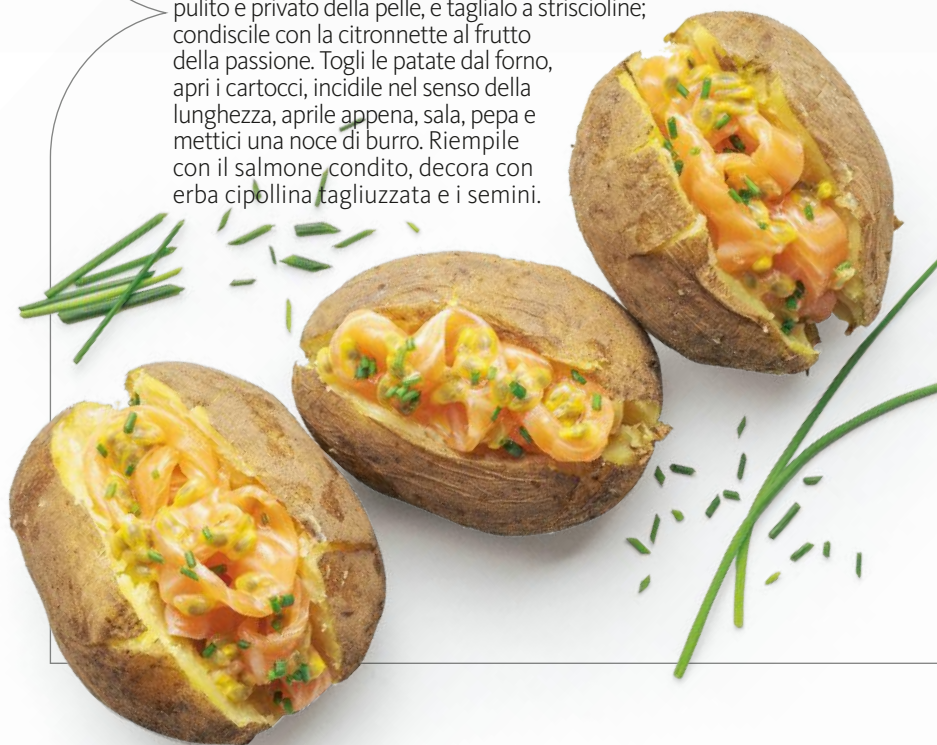 pulito e privato della pelle, e taglialo a striscioline;
condiscile con la citronnette al frutto
della passione. Togli le patate dal forno,
apri i cartocci, incidile nel senso della
lunghezza, aprile appena, sala, pepa e
mettici una noce di burro. Riempile
con il salmone condito, decora con
erba cipollina tagliuzzata e i semini.